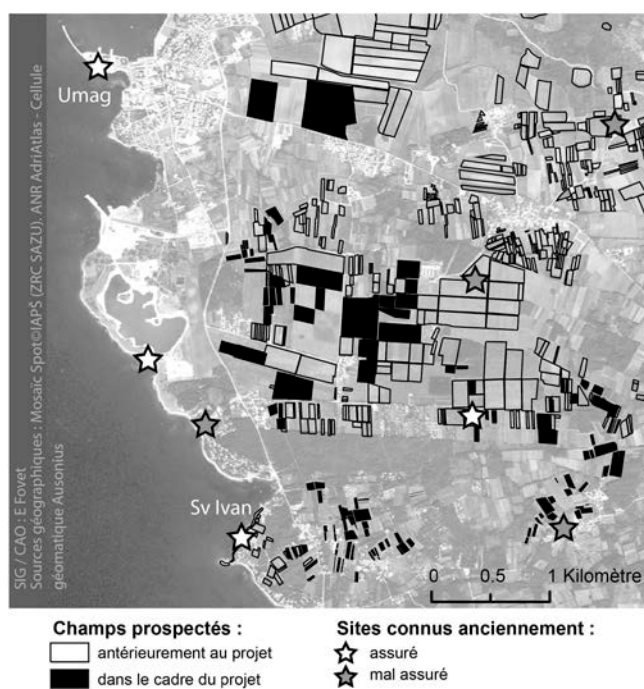 Umag
Sv Ivan
SIG / CAO : E Fovet
Sources géographiques : Mosaic Spot©IAPS (ZRC SAZU), ANR AdriAtlas - Cellule
géomatique Ausonius
0 0.5 1 Kilomètre
Champs prospectés :
antérieurement au projet
dans le cadre du projet
Sites connus anciennement :
assuré
mal assuré